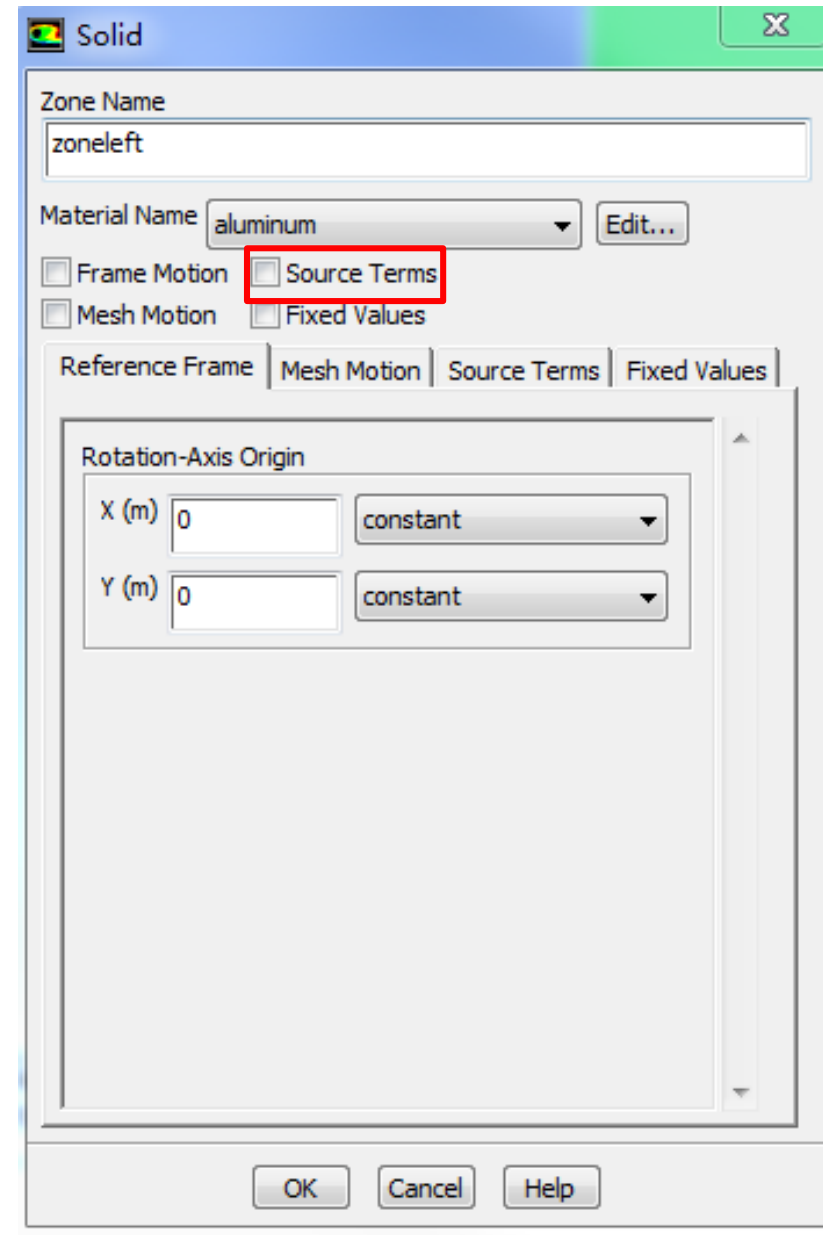 Solid
Zone Name
zoneleft
Material Name aluminum Edit...
Frame Motion Source Terms
Mesh Motion Fixed Values
Reference Frame Mesh Motion Source Terms Fixed Values
Rotation-Axis Origin
X (m) 0 constant
Y (m) 0 constant
OK Cancel Help